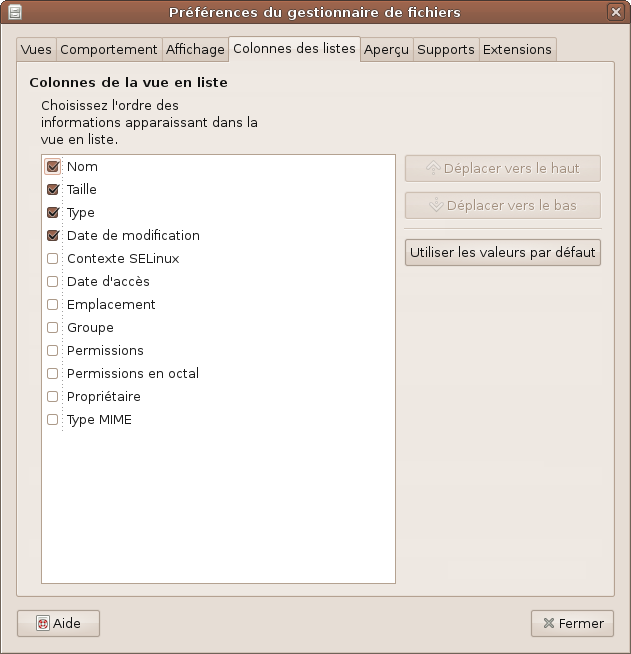 Préférences du gestionnaire de fichiers
Vues Comportement Affichage Colonnes des listes Aperçu Supports Extensions
Colonnes de la vue en liste
Choisissez l'ordre des
informations apparaissant dans la
vue en liste.
Nom
Taille
Type
Date de modification
Contexte SELinux
Date d'accès
Emplacement
Groupe
Permissions
Permissions en octal
Propriétaire
Type MIME
Déplacer vers le haut
Déplacer vers le bas
Utiliser les valeurs par défaut
Aide
Fermer